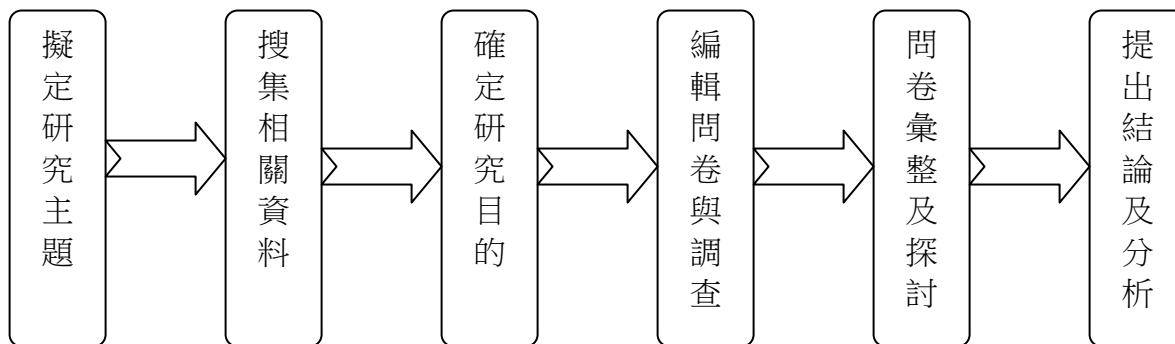 擬定研究主題
搜集相關資料
確定研究目的
編輯問卷與調查
問卷彙整及探討
提出結論及分析